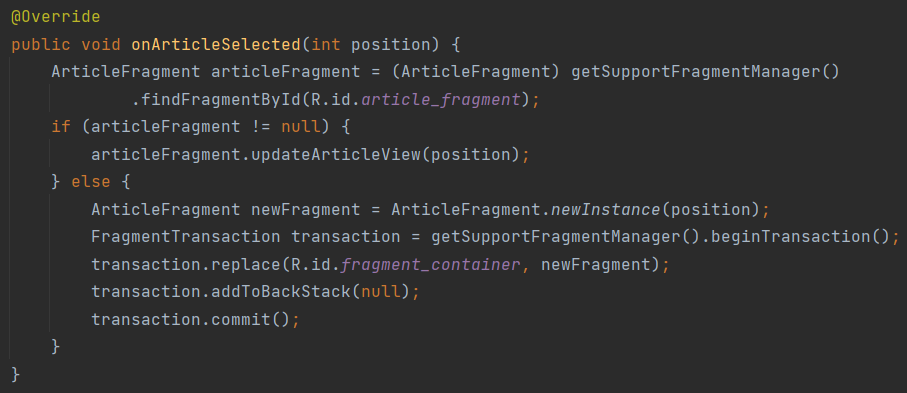 @Override
public void onArticleSelected(int position) {
    ArticleFragment articleFragment = (ArticleFragment) getSupportFragmentManager()
            .findFragmentById(R.id.article_fragment);
    if (articleFragment != null) {
        articleFragment.updateArticleView(position);
    } else {
        ArticleFragment newFragment = ArticleFragment.newInstance(position);
        FragmentTransaction transaction = getSupportFragmentManager().beginTransaction();
        transaction.replace(R.id.fragment_container, newFragment);
        transaction.addToBackStack(null);
        transaction.commit();
    }
}